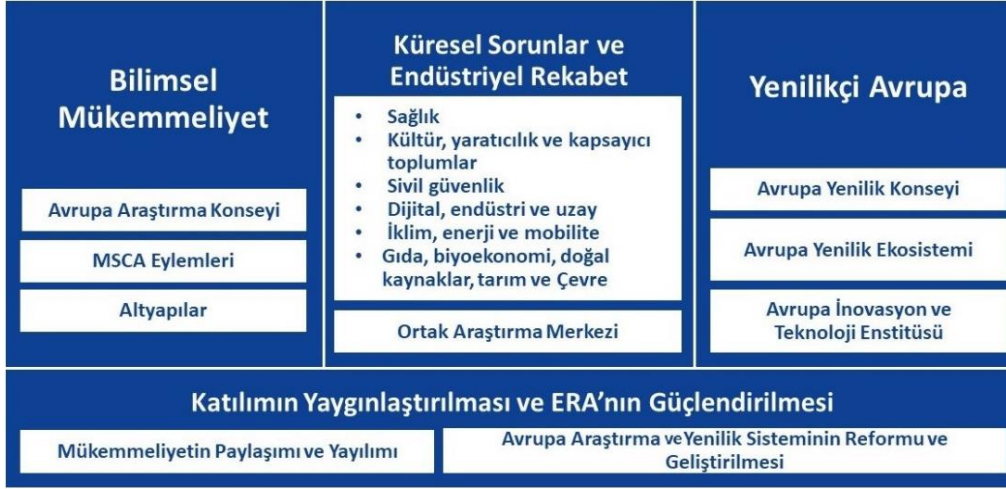 Bilimsel
Mükemmeliyet
Avrupa Araştırma Konseyi
MSCA Eylemleri
Altyapılar
Küresel Sorunlar ve
Endüstriyel Rekabet
• Sağlık
• Kültür, yaratıcılık ve kapsayıcı
toplumlar
• Sivil güvenlik
• Dijital, endüstri ve uzay
• İklim, enerji ve mobilite
• Gıda, biyoekonomi, doğal
kaynaklar, tarım ve Çevre
Ortak Araştırma Merkezi
Yenilikçi Avrupa
Avrupa Yenilik Konseyi
Avrupa Yenilik Ekosistemi
Avrupa İnovasyon ve
Teknoloji Enstitüsü
Katılımın Yaygınlaştırılması ve ERA’nın Güçlendirilmesi
Mükemmeliyetin Paylaşımı ve Yayılımı
Avrupa Araştırma ve Yenilik Sisteminin Reformu ve
Geliştirilmesi